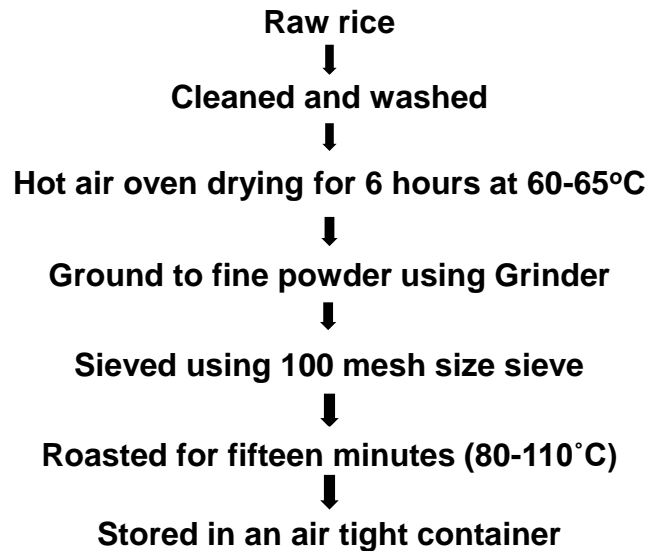 Raw rice
Cleaned and washed
Hot air oven drying for 6 hours at 60-65ºC
Ground to fine powder using Grinder
Sieved using 100 mesh size sieve
Roasted for fifteen minutes (80-110˚C)
Stored in an air tight container